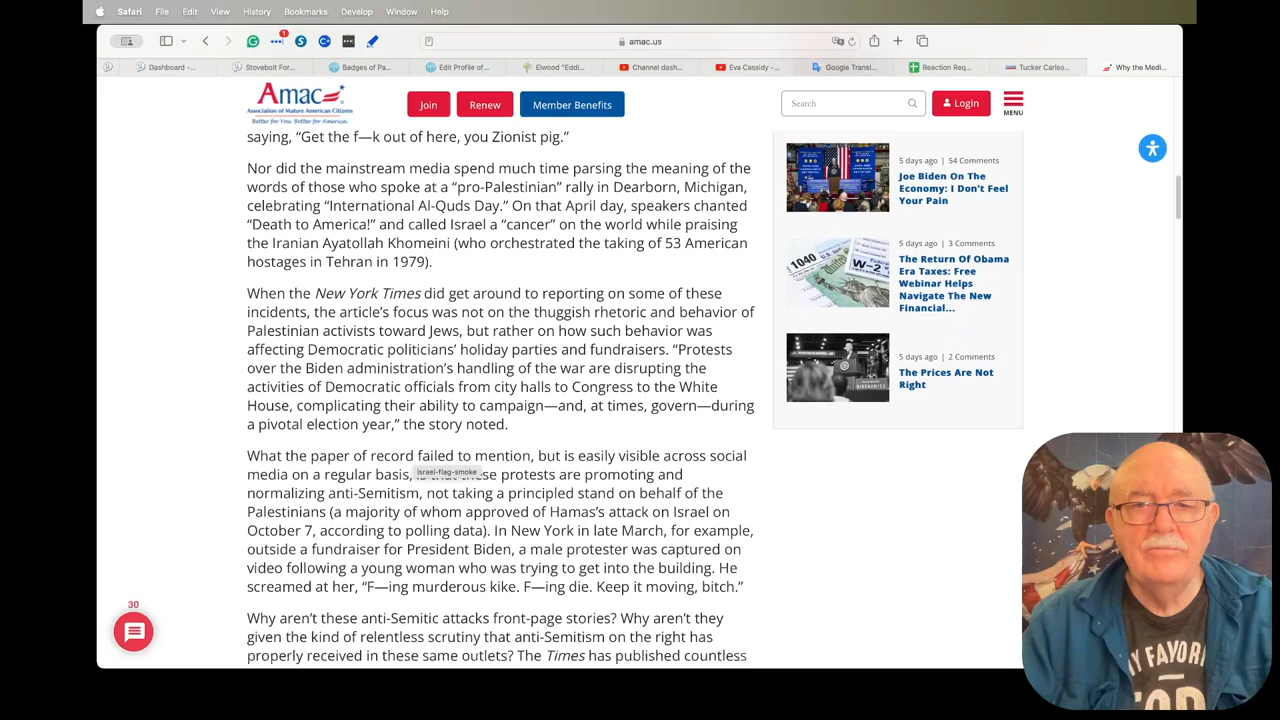 Safari File Edit View History Bookmarks Develop Window Help
1
amac.us
Dashboard -...
Stovebolt For...
Badges of Pa...
Edit Profile of...
Elwood "Eddi...
Channel dash...
Eva Cassidy -...
Google Transl...
Reaction Req...
Tucker Carlso...
Why the Medi...
Amac
Association of Mature American Citizens
Better for You. Better for America.
Join
Renew
Member Benefits
Search
Login
MENU
saying, “Get the f—k out of here, you Zionist pig.”
Nor did the mainstream media spend much time parsing the meaning of the
words of those who spoke at a “pro-Palestinian” rally in Dearborn, Michigan,
celebrating “International Al-Quds Day.” On that April day, speakers chanted
“Death to America!” and called Israel a “cancer” on the world while praising
the Iranian Ayatollah Khomeini (who orchestrated the taking of 53 American
hostages in Tehran in 1979).
When the New York Times did get around to reporting on some of these
incidents, the article’s focus was not on the thuggish rhetoric and behavior of
Palestinian activists toward Jews, but rather on how such behavior was
affecting Democratic politicians’ holiday parties and fundraisers. “Protests
over the Biden administration’s handling of the war are disrupting the
activities of Democratic officials from city halls to Congress to the White
House, complicating their ability to campaign—and, at times, govern—during
a pivotal election year,” the story noted.
What the paper of record failed to mention, but is easily visible across social
israel-flag-smoke
media on a regular basis, is that these protests are promoting and
normalizing anti-Semitism, not taking a principled stand on behalf of the
Palestinians (a majority of whom approved of Hamas’s attack on Israel on
October 7, according to polling data). In New York in late March, for example,
outside a fundraiser for President Biden, a male protester was captured on
video following a young woman who was trying to get into the building. He
screamed at her, “F—ing murderous kike. F—ing die. Keep it moving, bitch.”
Why aren’t these anti-Semitic attacks front-page stories? Why aren’t they
given the kind of relentless scrutiny that anti-Semitism on the right has
properly received in these same outlets? The Times has published countless
5 days ago | 54 Comments
Joe Biden On The
Economy: I Don’t Feel
Your Pain
1040
W-2
5 days ago | 3 Comments
The Return Of Obama
Era Taxes: Free
Webinar Helps
Navigate The New
Financial...
BIDENOMICS
5 days ago | 2 Comments
The Prices Are Not
Right
30
MY FAVORI